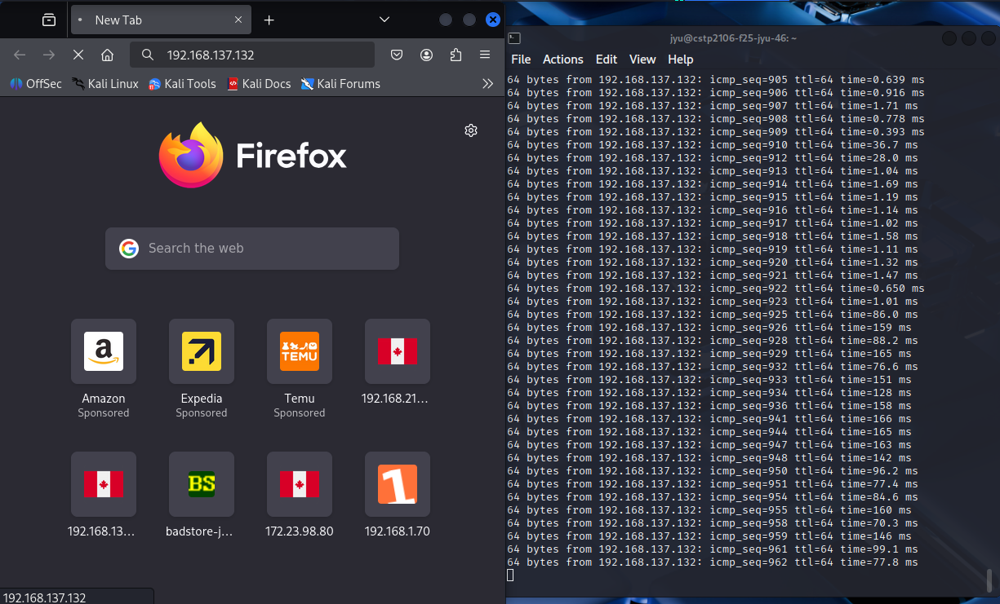 New Tab
192.168.137.132
OffSec Kali Linux Kali Tools Kali Docs Kali Forums
Firefox
Search the web
a
TEMU
Amazon Expedia Temu 192.168.21...
Sponsored Sponsored Sponsored
BS
1
192.168.13... badstore-j... 172.23.98.80 192.168.1.70
192.168.137.132
jyu@cstp2106-f25-jyu-46: ~
File Actions Edit View Help
64 bytes from 192.168.137.132: icmp_seq=905 ttl=64 time=0.639 ms
64 bytes from 192.168.137.132: icmp_seq=906 ttl=64 time=0.916 ms
64 bytes from 192.168.137.132: icmp_seq=907 ttl=64 time=1.71 ms
64 bytes from 192.168.137.132: icmp_seq=908 ttl=64 time=0.778 ms
64 bytes from 192.168.137.132: icmp_seq=909 ttl=64 time=0.393 ms
64 bytes from 192.168.137.132: icmp_seq=910 ttl=64 time=36.7 ms
64 bytes from 192.168.137.132: icmp_seq=912 ttl=64 time=28.0 ms
64 bytes from 192.168.137.132: icmp_seq=913 ttl=64 time=1.04 ms
64 bytes from 192.168.137.132: icmp_seq=914 ttl=64 time=1.69 ms
64 bytes from 192.168.137.132: icmp_seq=915 ttl=64 time=1.19 ms
64 bytes from 192.168.137.132: icmp_seq=916 ttl=64 time=1.14 ms
64 bytes from 192.168.137.132: icmp_seq=917 ttl=64 time=1.02 ms
64 bytes from 192.168.137.132: icmp_seq=918 ttl=64 time=1.58 ms
64 bytes from 192.168.137.132: icmp_seq=919 ttl=64 time=1.11 ms
64 bytes from 192.168.137.132: icmp_seq=920 ttl=64 time=1.32 ms
64 bytes from 192.168.137.132: icmp_seq=921 ttl=64 time=1.47 ms
64 bytes from 192.168.137.132: icmp_seq=922 ttl=64 time=0.650 ms
64 bytes from 192.168.137.132: icmp_seq=923 ttl=64 time=1.01 ms
64 bytes from 192.168.137.132: icmp_seq=925 ttl=64 time=86.0 ms
64 bytes from 192.168.137.132: icmp_seq=926 ttl=64 time=159 ms
64 bytes from 192.168.137.132: icmp_seq=928 ttl=64 time=88.2 ms
64 bytes from 192.168.137.132: icmp_seq=929 ttl=64 time=165 ms
64 bytes from 192.168.137.132: icmp_seq=932 ttl=64 time=76.6 ms
64 bytes from 192.168.137.132: icmp_seq=933 ttl=64 time=151 ms
64 bytes from 192.168.137.132: icmp_seq=934 ttl=64 time=128 ms
64 bytes from 192.168.137.132: icmp_seq=936 ttl=64 time=158 ms
64 bytes from 192.168.137.132: icmp_seq=941 ttl=64 time=166 ms
64 bytes from 192.168.137.132: icmp_seq=944 ttl=64 time=165 ms
64 bytes from 192.168.137.132: icmp_seq=947 ttl=64 time=163 ms
64 bytes from 192.168.137.132: icmp_seq=948 ttl=64 time=142 ms
64 bytes from 192.168.137.132: icmp_seq=950 ttl=64 time=96.2 ms
64 bytes from 192.168.137.132: icmp_seq=951 ttl=64 time=77.4 ms
64 bytes from 192.168.137.132: icmp_seq=954 ttl=64 time=84.6 ms
64 bytes from 192.168.137.132: icmp_seq=955 ttl=64 time=160 ms
64 bytes from 192.168.137.132: icmp_seq=958 ttl=64 time=70.3 ms
64 bytes from 192.168.137.132: icmp_seq=959 ttl=64 time=146 ms
64 bytes from 192.168.137.132: icmp_seq=961 ttl=64 time=99.1 ms
64 bytes from 192.168.137.132: icmp_seq=962 ttl=64 time=77.8 ms